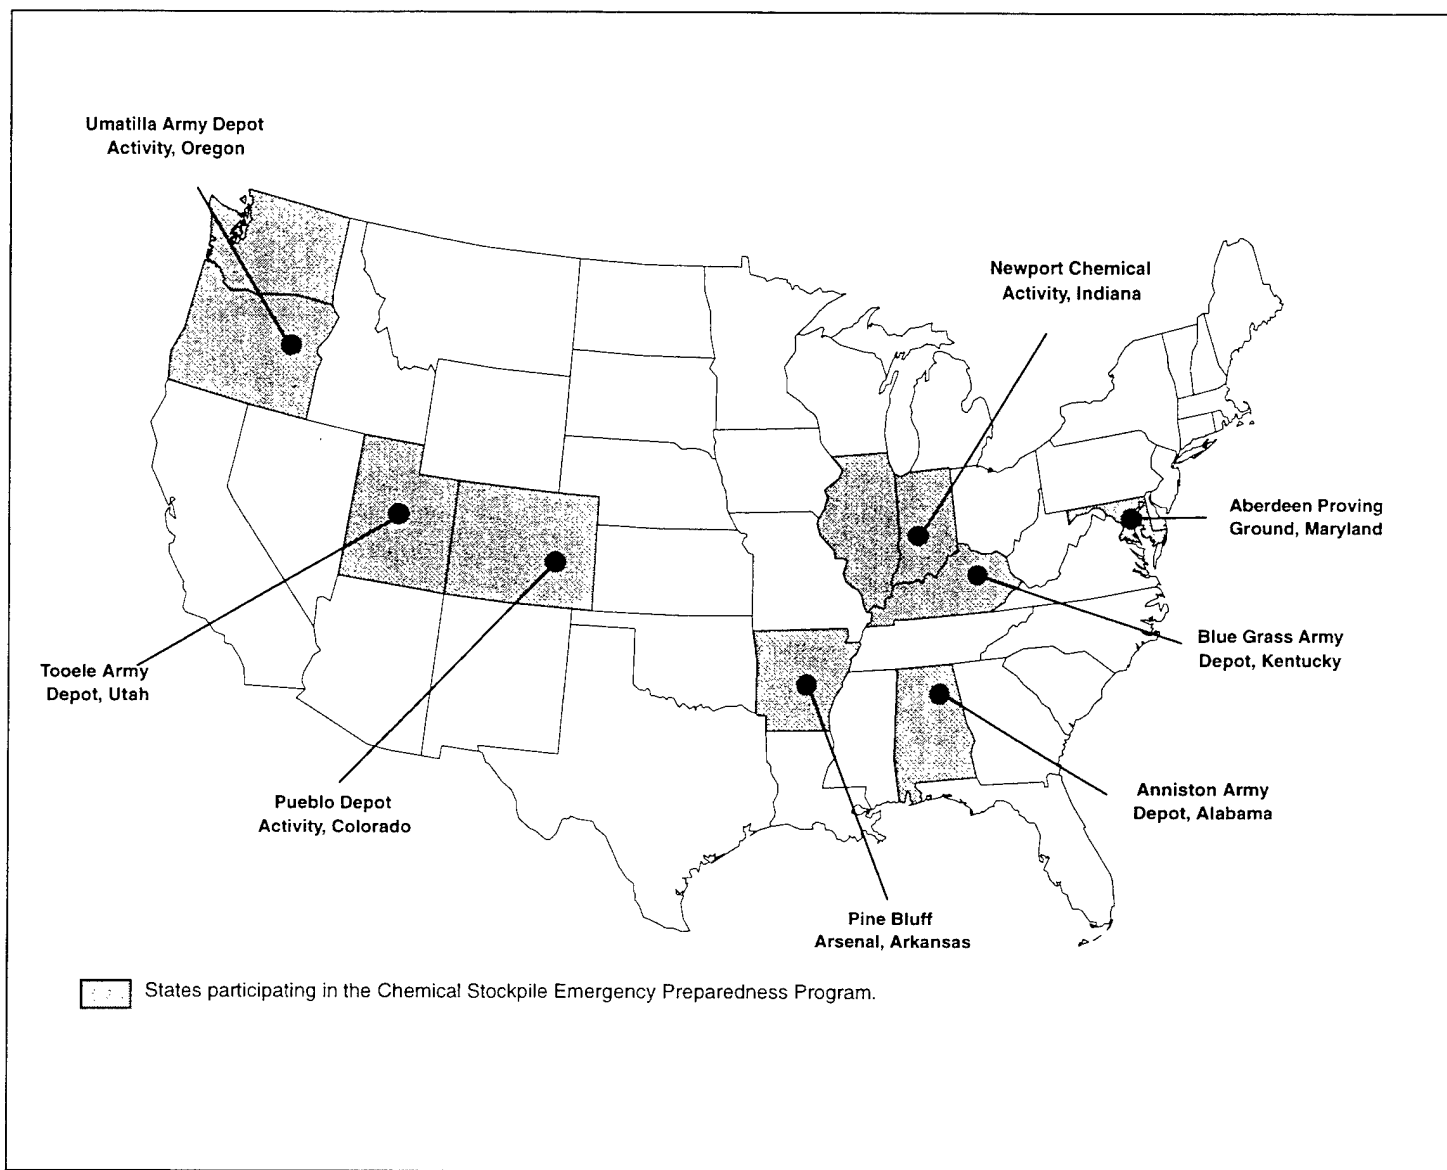 Umatilla Army Depot
Activity, Oregon
Newport Chemical
Activity, Indiana
Aberdeen Proving
Ground, Maryland
Blue Grass Army
Depot, Kentucky
Tooele Army
Depot, Utah
Pueblo Depot
Activity, Colorado
Anniston Army
Depot, Alabama
Pine Bluff
Arsenal, Arkansas
States participating in the Chemical Stockpile Emergency Preparedness Program.